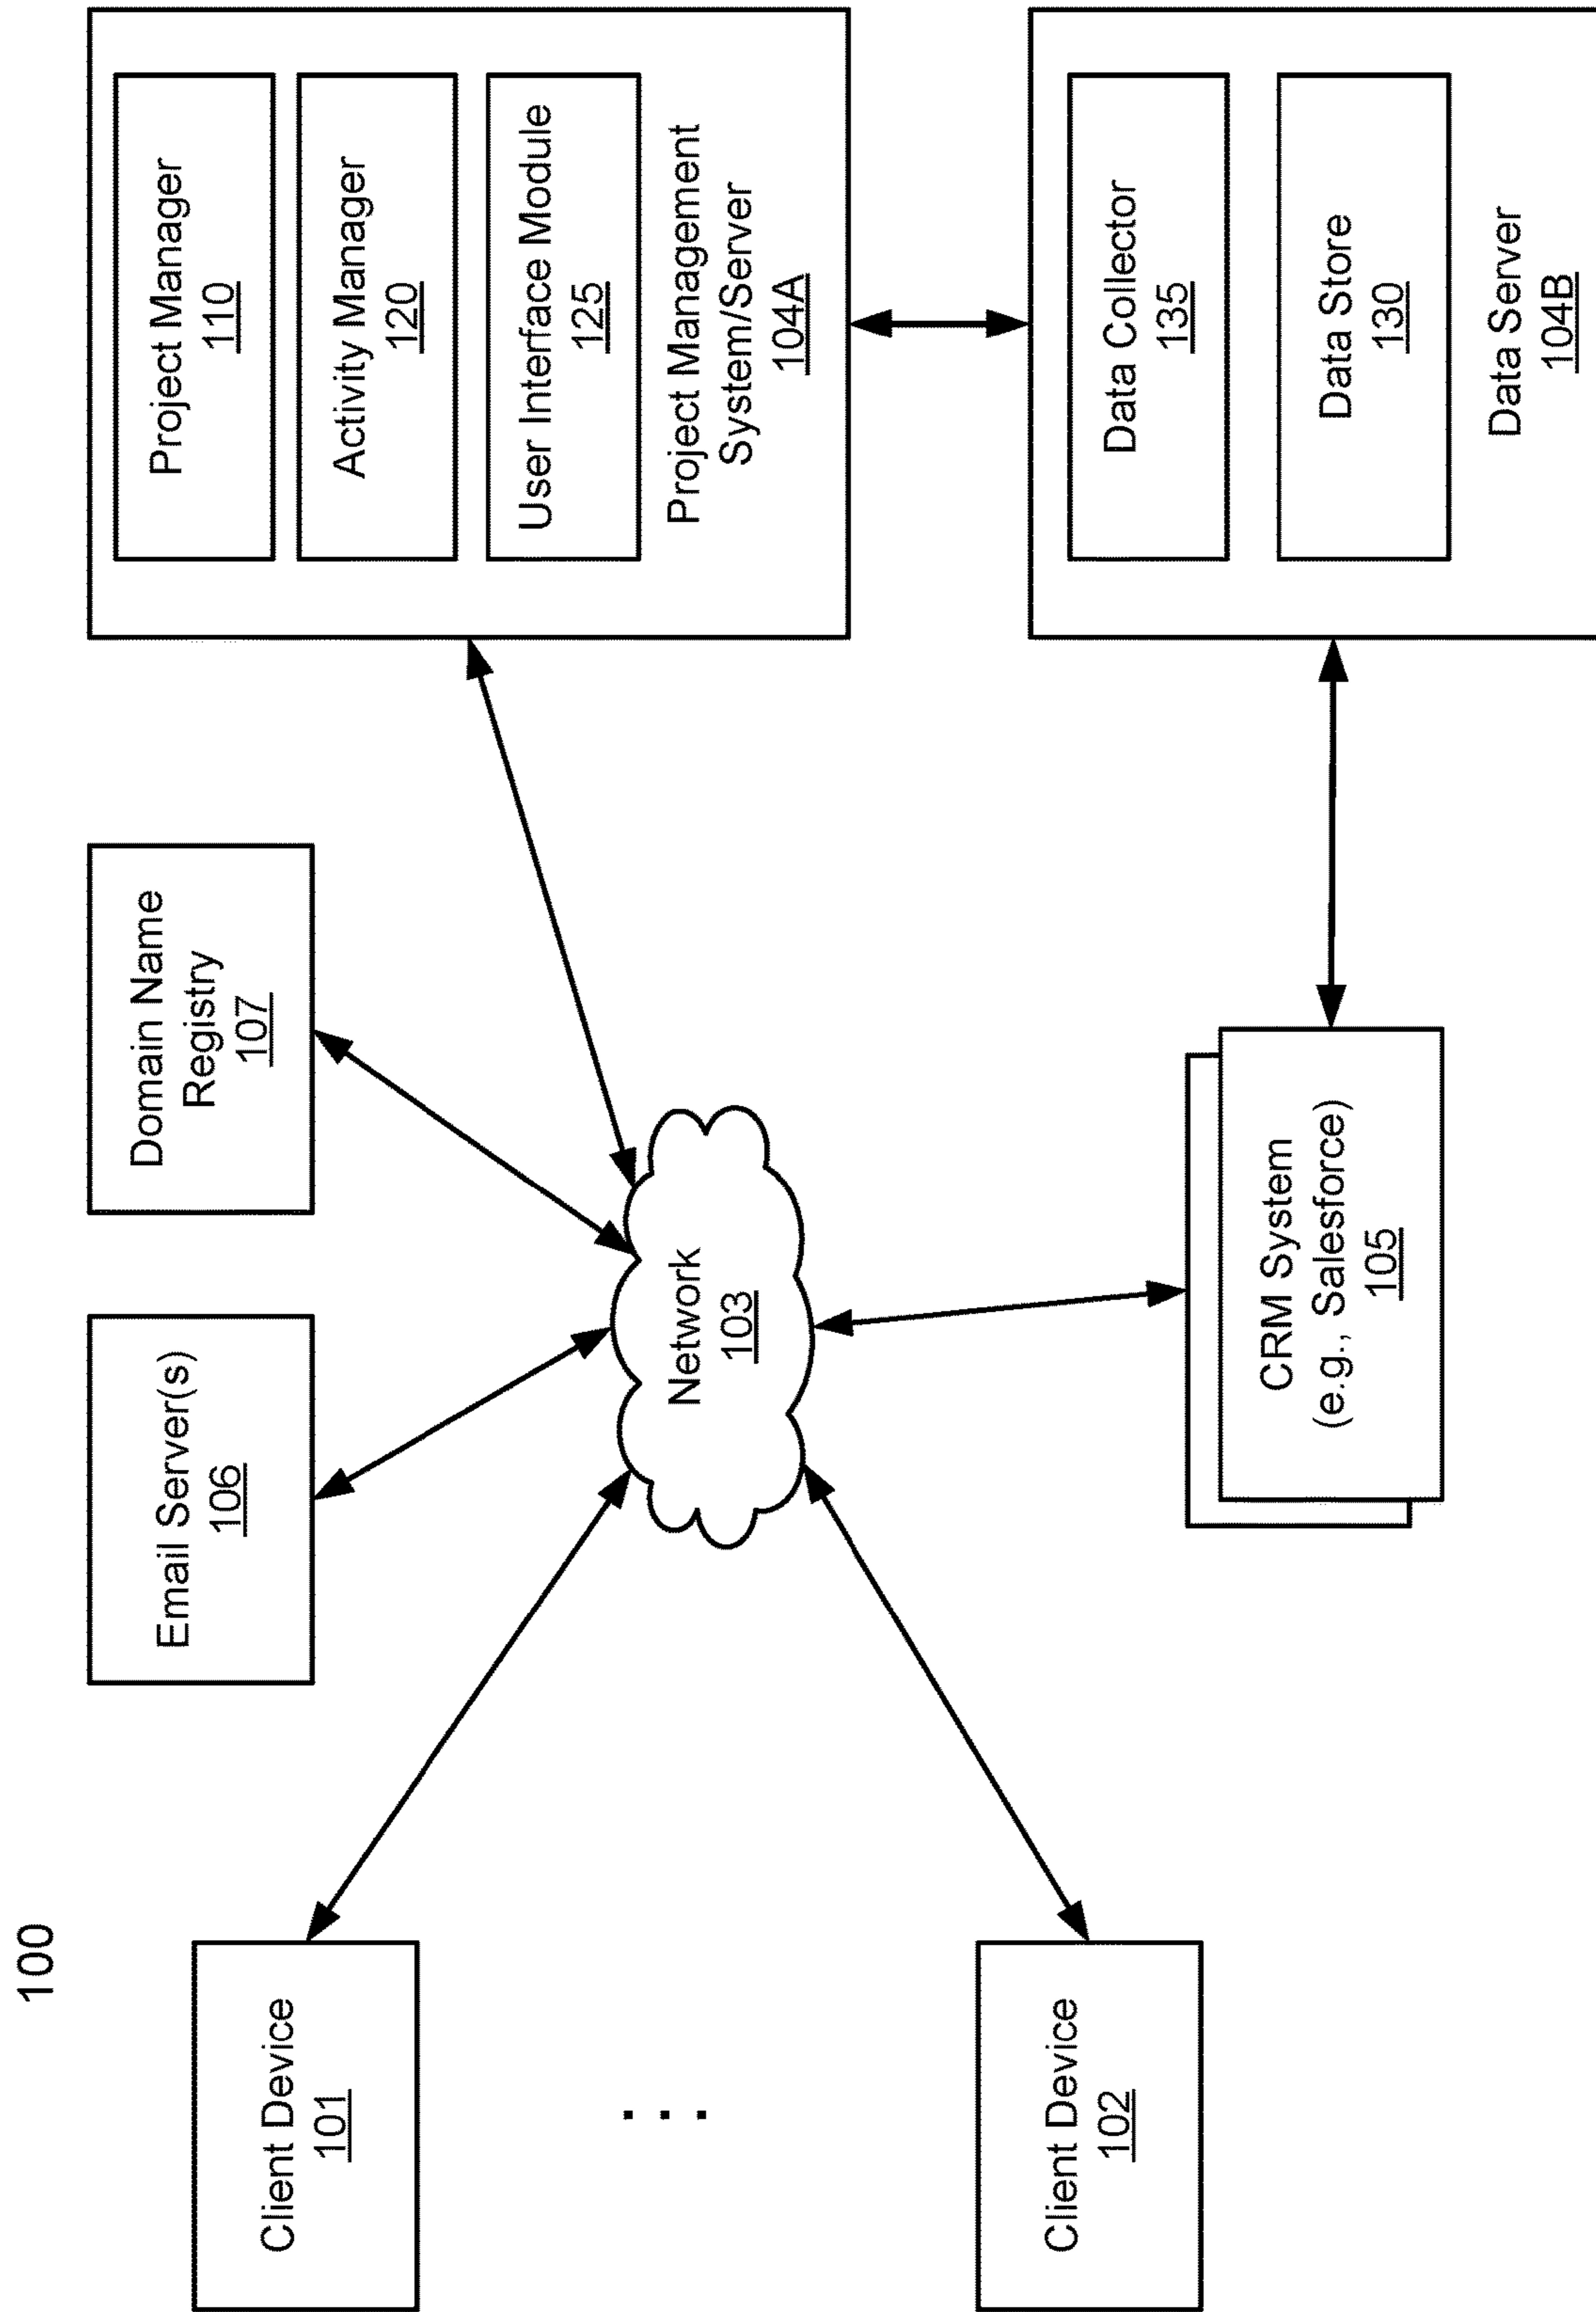 100
Client Device
101
. . .
Client Device
102
Email Server(s)
106
Domain Name
Registry
107
Network
103
CRM System
(e.g., Salesforce)
105
Project Manager
110
Activity Manager
120
User Interface Module
125
Project Management
System/Server
104A
Data Collector
135
Data Store
130
Data Server
104B